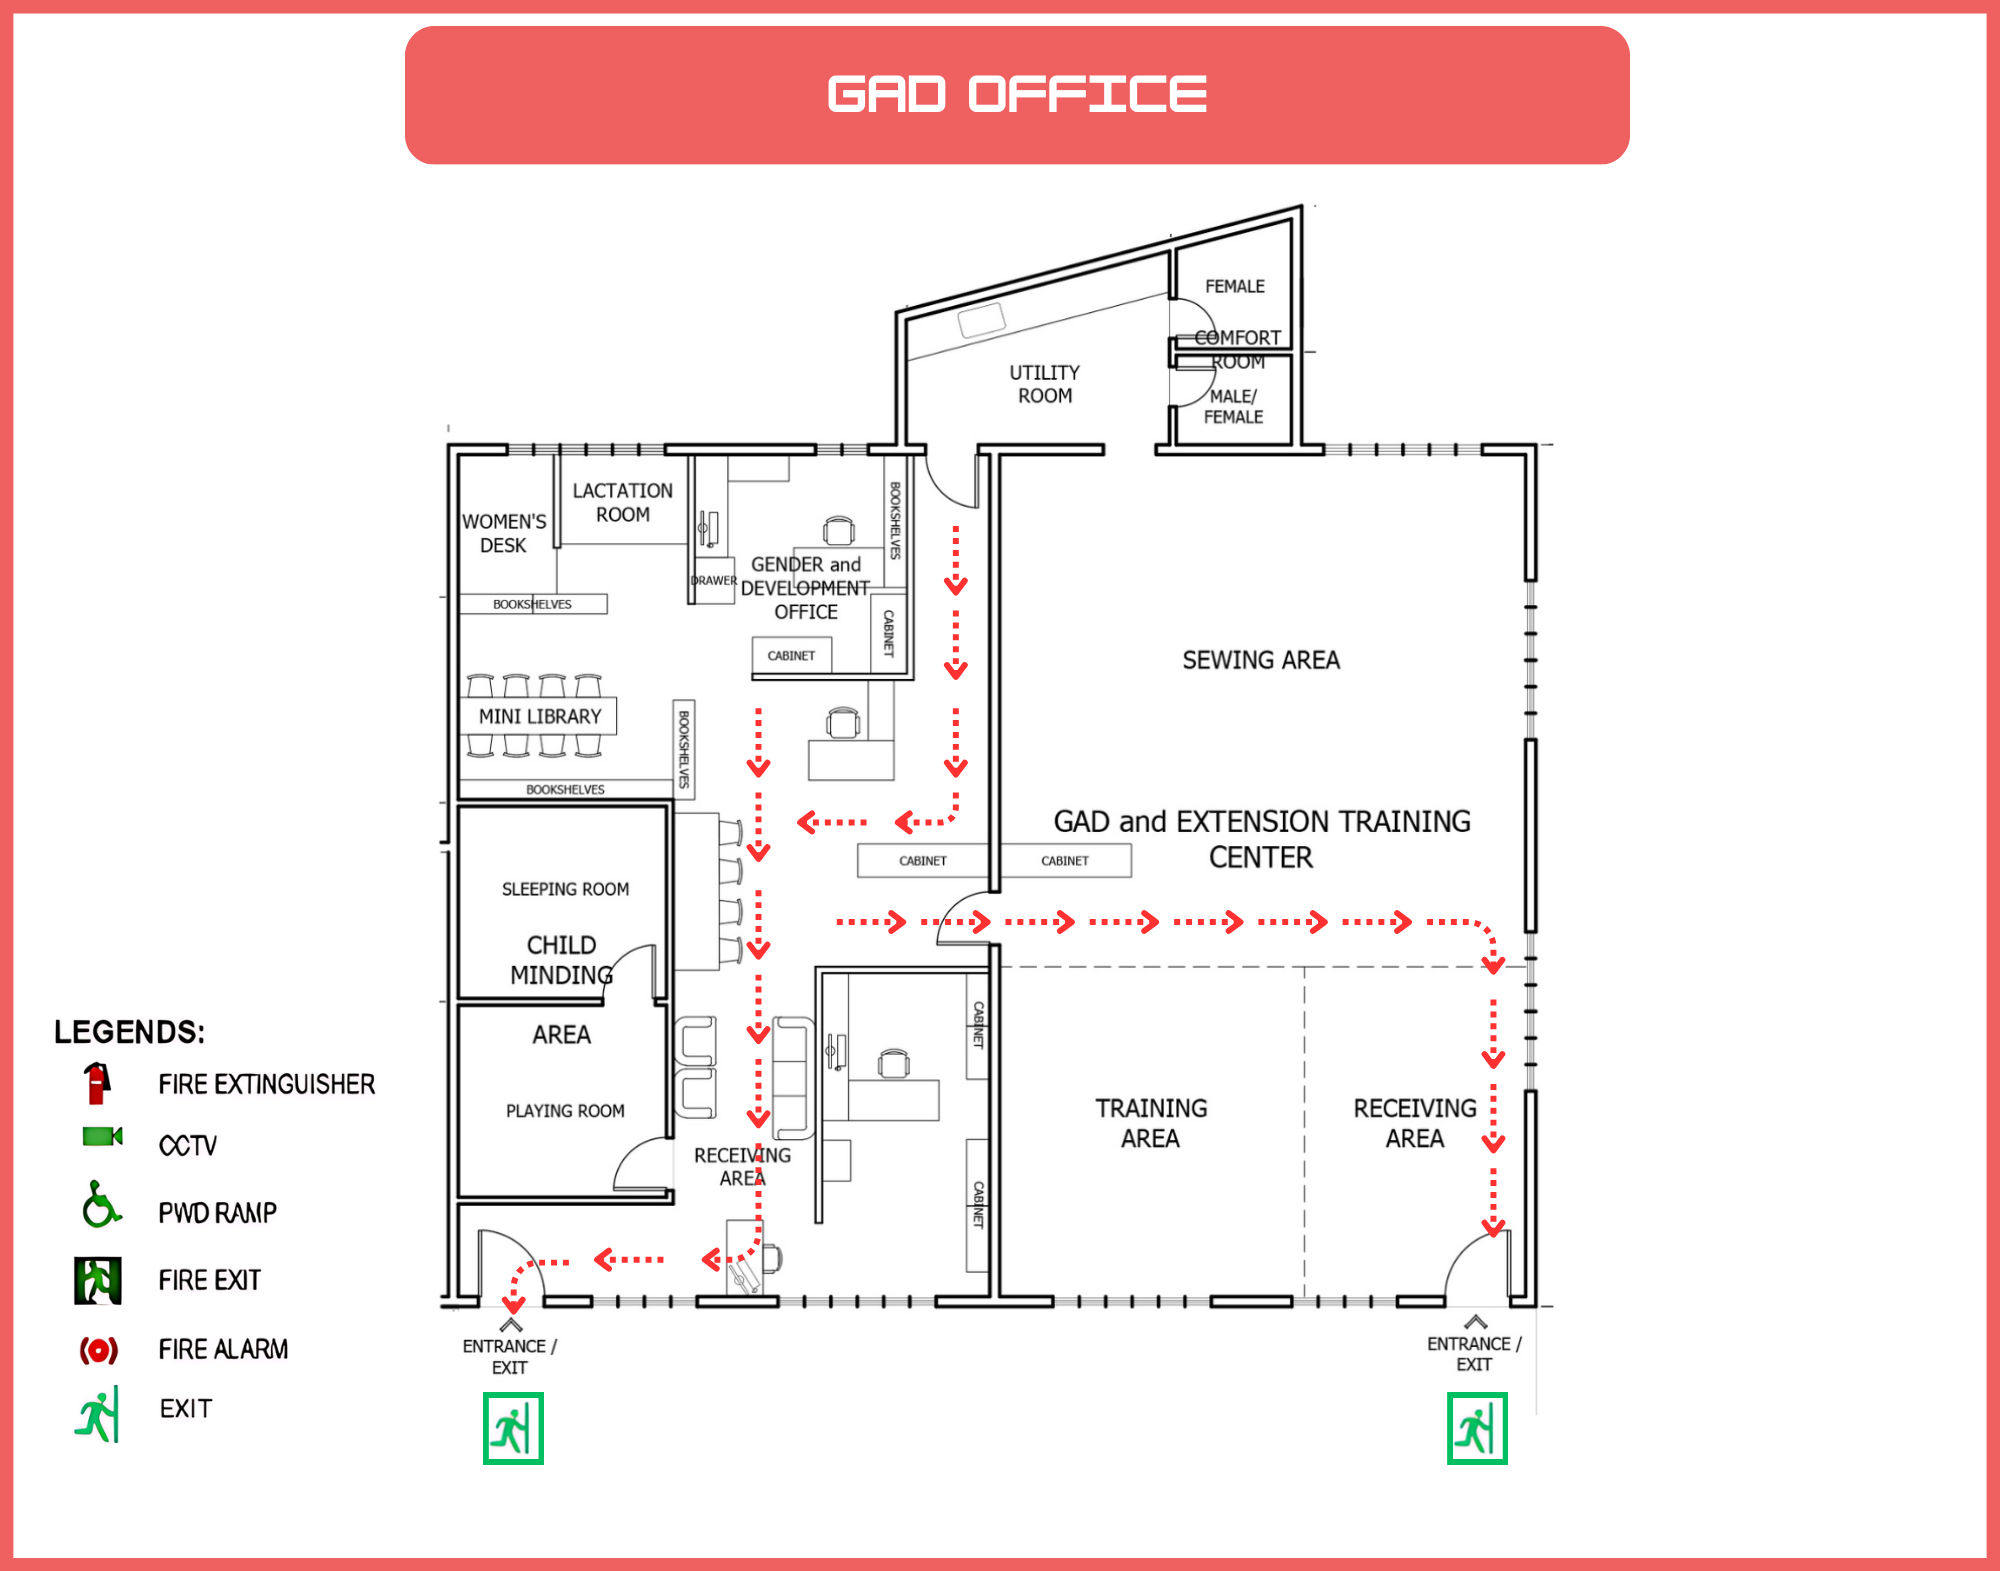 GAD OFFICE
FEMALE
COMFORT
ROOM
MALE/
FEMALE
UTILITY
ROOM
LACTATION
ROOM
WOMEN'S
DESK
BOOKSHELVES
DRAWER
GENDER and
DEVELOPMENT
OFFICE
BOOKSHELVES
CABINET
CABINET
BOOKSHELVES
MINI LIBRARY
BOOKSHELVES
SEWING AREA
GAD and EXTENSION TRAINING
CENTER
CABINET
CABINET
SLEEPING ROOM
CHILD
MINDING
AREA
PLAYING ROOM
RECEIVING
AREA
CABINET
CABINET
TRAINING
AREA
RECEIVING
AREA
ENTRANCE /
EXIT
ENTRANCE /
EXIT
LEGENDS:
FIRE EXTINGUISHER
CCTV
PWD RAMP
FIRE EXIT
FIRE ALARM
EXIT